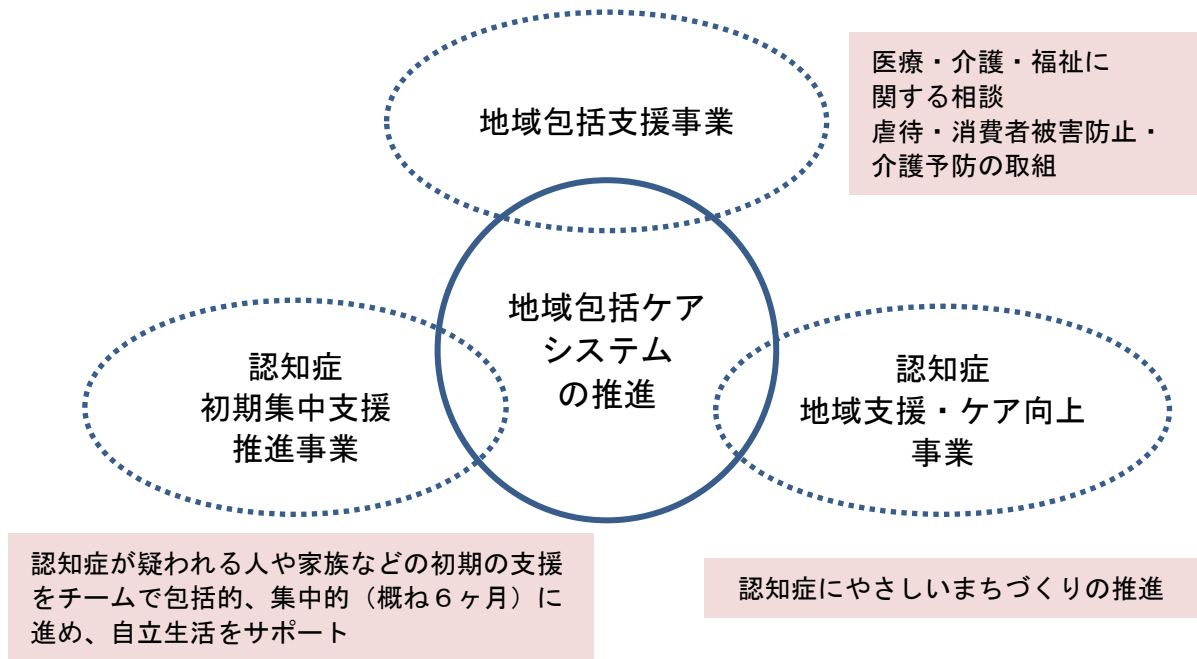 地域包括支援事業
医療・介護・福祉に
関する相談
虐待・消費者被害防止・
介護予防の取組
地域包括ケア
システム
の推進
認知症
初期集中支援
推進事業
認知症
地域支援・ケア向上
事業
認知症が疑われる人や家族などの初期の支援
をチームで包括的、集中的（概ね６ヶ月）に
進め、自立生活をサポート
認知症にやさしいまちづくりの推進